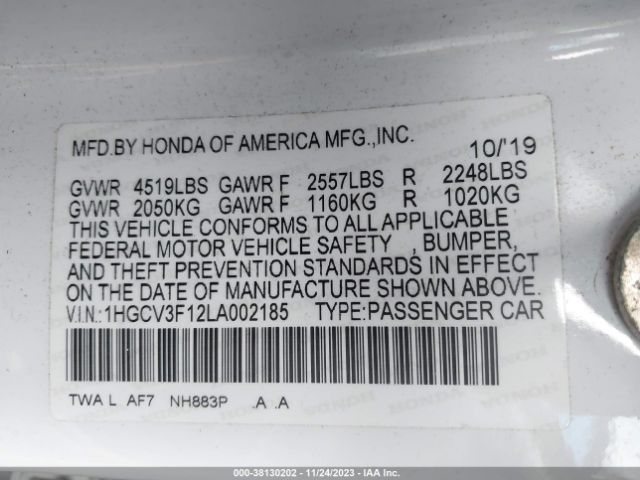 MFD.BY HONDA OF AMERICA MFG.,INC. 10/'19
GVWR 4519LBS GAWR F 2557LBS R 2248LBS
GVWR 2050KG GAWR F 1160KG R 1020KG
THIS VEHICLE CONFORMS TO ALL APPLICABLE
FEDERAL MOTOR VEHICLE SAFETY , BUMPER,
AND THEFT PREVENTION STANDARDS IN EFFECT
ON THE DATE OF MANUFACTURE SHOWN ABOVE.
V.I.N.:1HGCV3F12LA002185 TYPE:PASSENGER CAR
TWA L AF7 NH883P .A .A
000-38130202 — 11/24/2023 — IAA Inc.